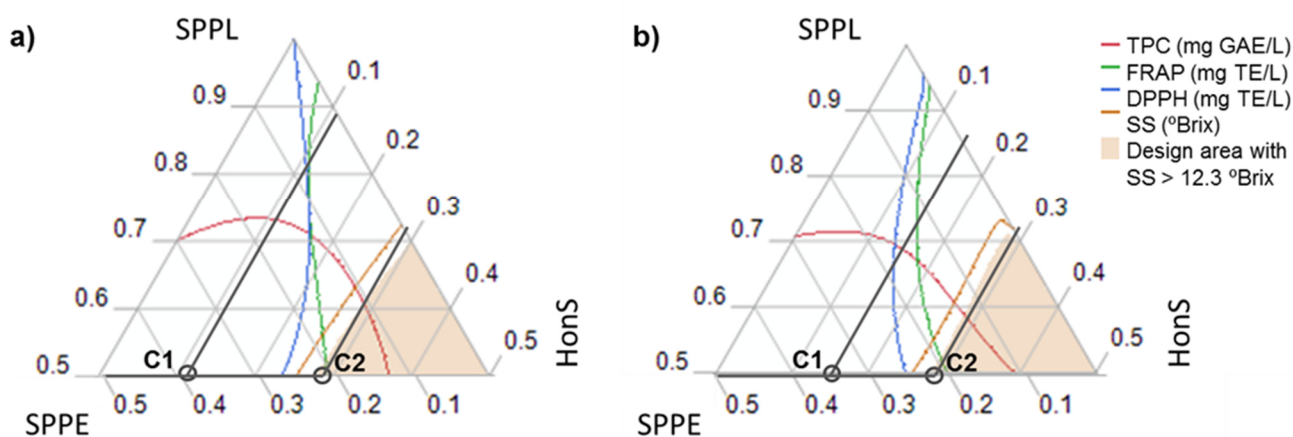 a)
SPPL
0.1
0.9
0.2
0.8
0.3
0.7
0.4
0.6
0.5
0.5
C1
C2
HonS
0.5
0.4
0.3
0.2
0.1
SPPE
b)
SPPL
0.1
0.9
0.2
0.8
0.3
0.7
0.4
0.6
0.5
0.5
C1
C2
HonS
0.5
0.4
0.3
0.2
0.1
SPPE
TPC (mg GAE/L)
FRAP (mg TE/L)
DPPH (mg TE/L)
SS (ºBrix)
Design area with
SS > 12.3 ºBrix